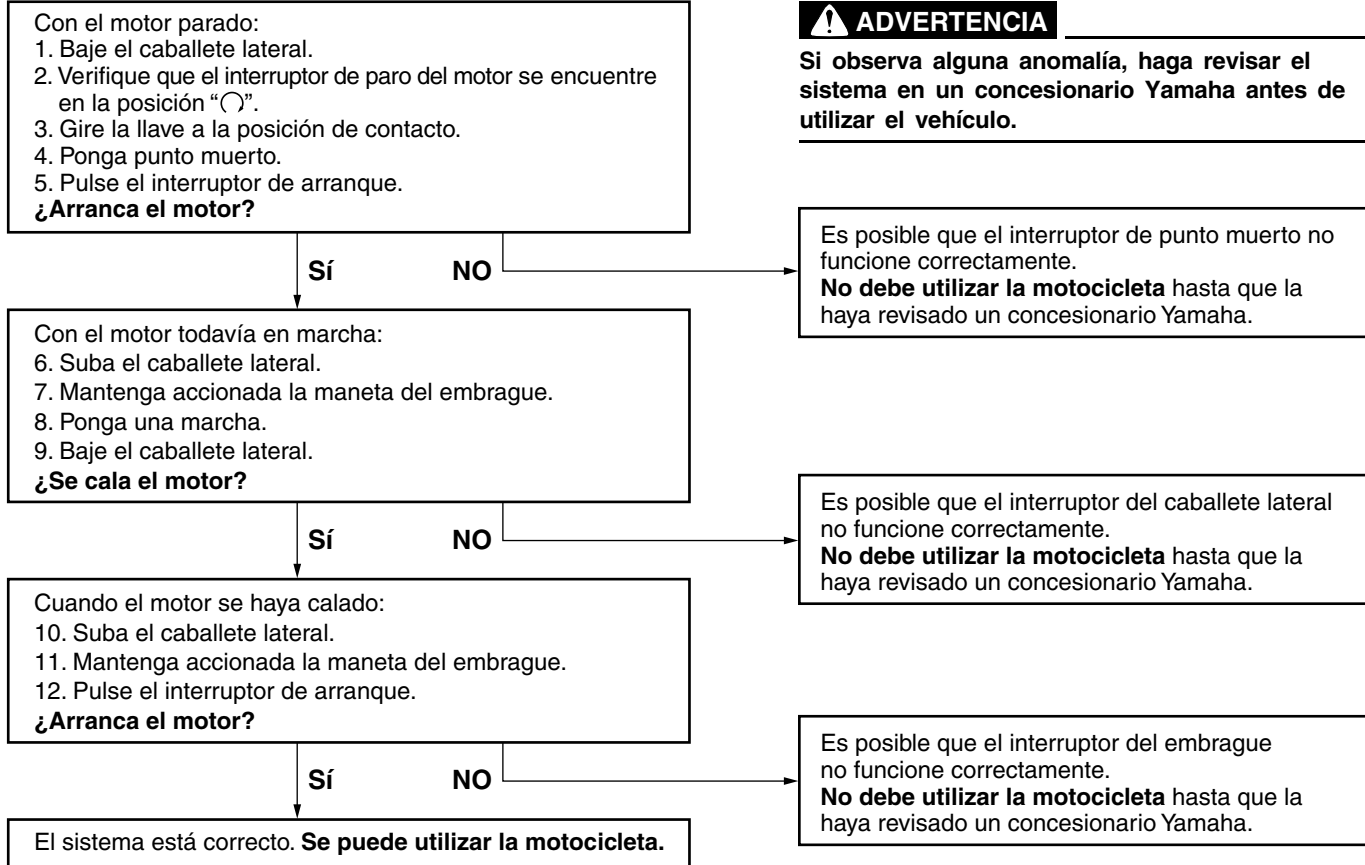 Con el motor parado:
1. Baje el caballete lateral.
2. Verifique que el interruptor de paro del motor se encuentre
en la posición “○”.
3. Gire la llave a la posición de contacto.
4. Ponga punto muerto.
5. Pulse el interruptor de arranque.
¿Arranca el motor?
ADVERTENCIA
Si observa alguna anomalía, haga revisar el
sistema en un concesionario Yamaha antes de
utilizar el vehículo.
Sí NO
Es posible que el interruptor de punto muerto no
funcione correctamente.
No debe utilizar la motocicleta hasta que la
haya revisado un concesionario Yamaha.
Con el motor todavía en marcha:
6. Suba el caballete lateral.
7. Mantenga accionada la maneta del embrague.
8. Ponga una marcha.
9. Baje el caballete lateral.
¿Se cala el motor?
Sí NO
Es posible que el interruptor del caballete lateral
no funcione correctamente.
No debe utilizar la motocicleta hasta que la
haya revisado un concesionario Yamaha.
Cuando el motor se haya calado:
10. Suba el caballete lateral.
11. Mantenga accionada la maneta del embrague.
12. Pulse el interruptor de arranque.
¿Arranca el motor?
Sí NO
Es posible que el interruptor del embrague
no funcione correctamente.
No debe utilizar la motocicleta hasta que la
haya revisado un concesionario Yamaha.
El sistema está correcto. Se puede utilizar la motocicleta.